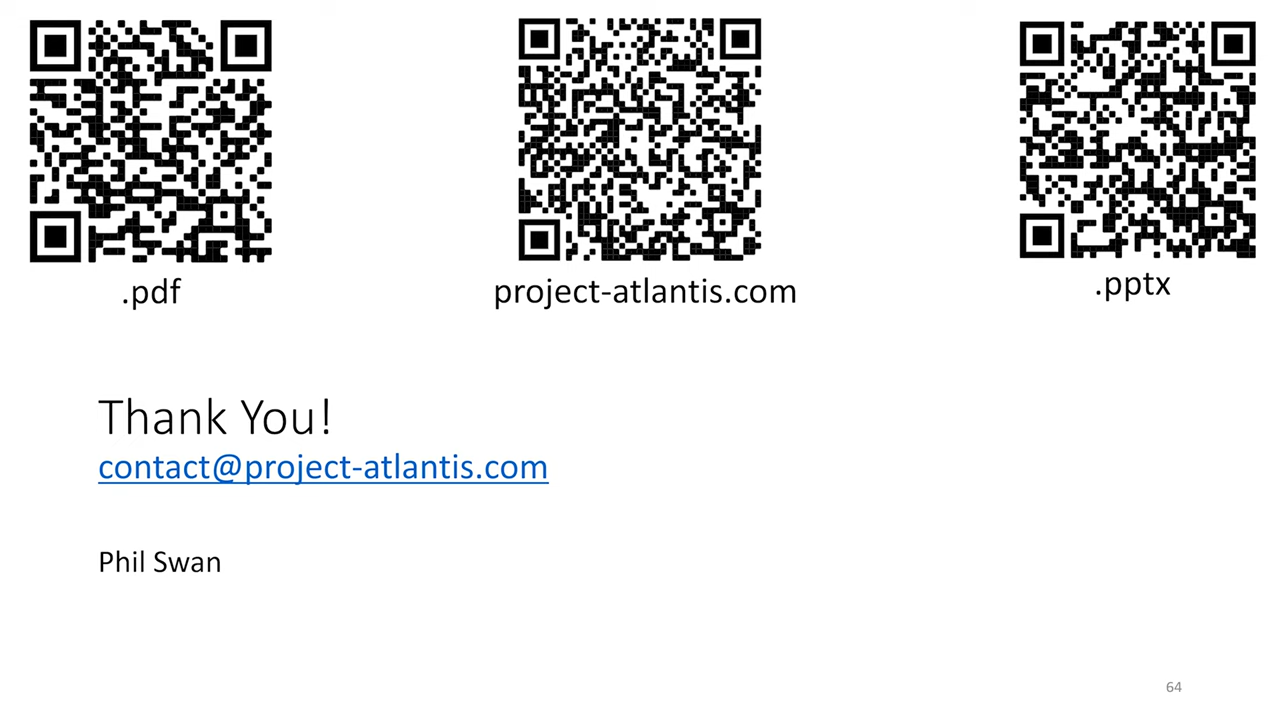 .pdf
project-atlantis.com
.pptx
Thank You!
contact@project-atlantis.com
Phil Swan
64